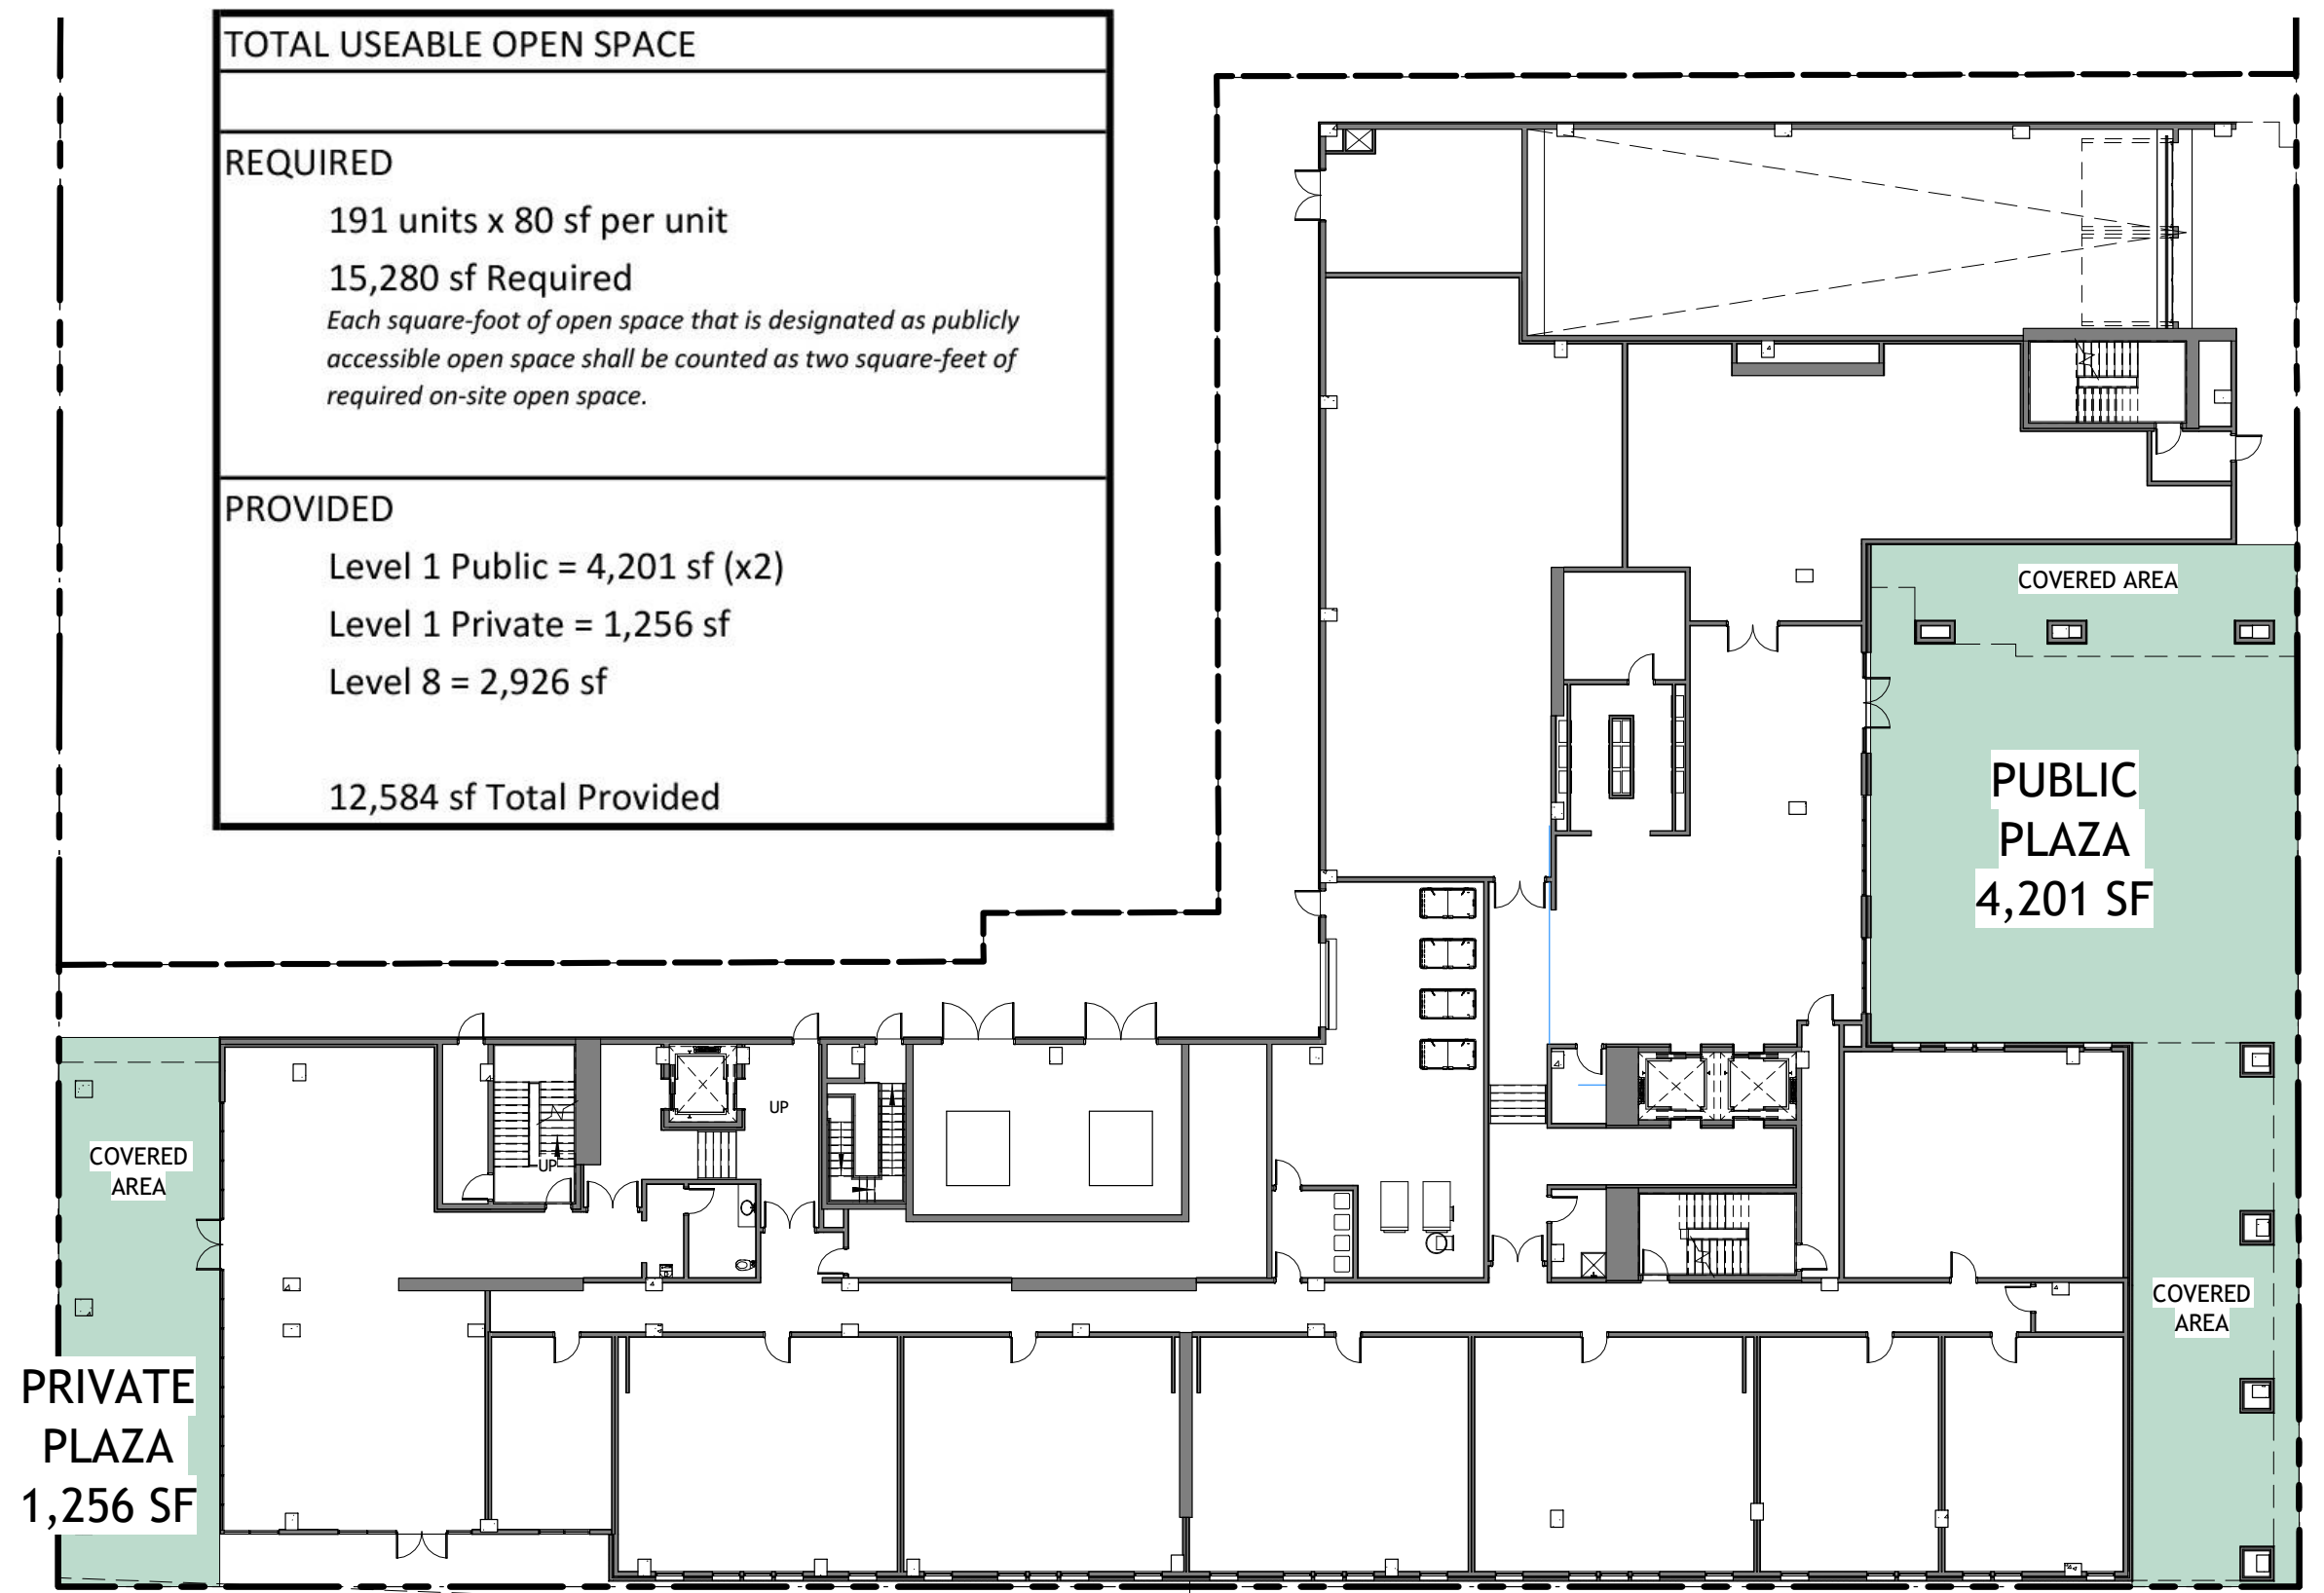 TOTAL USEABLE OPEN SPACE
REQUIRED
191 units x 80 sf per unit
15,280 sf Required
Each square-foot of open space that is designated as publicly
accessible open space shall be counted as two square-feet of
required on-site open space.
PROVIDED
Level 1 Public = 4,201 sf (x2)
Level 1 Private = 1,256 sf
Level 8 = 2,926 sf
12,584 sf Total Provided
COVERED AREA
PUBLIC
PLAZA
4,201 SF
UP
UP
COVERED
AREA
COVERED
AREA
PRIVATE
PLAZA
1,256 SF